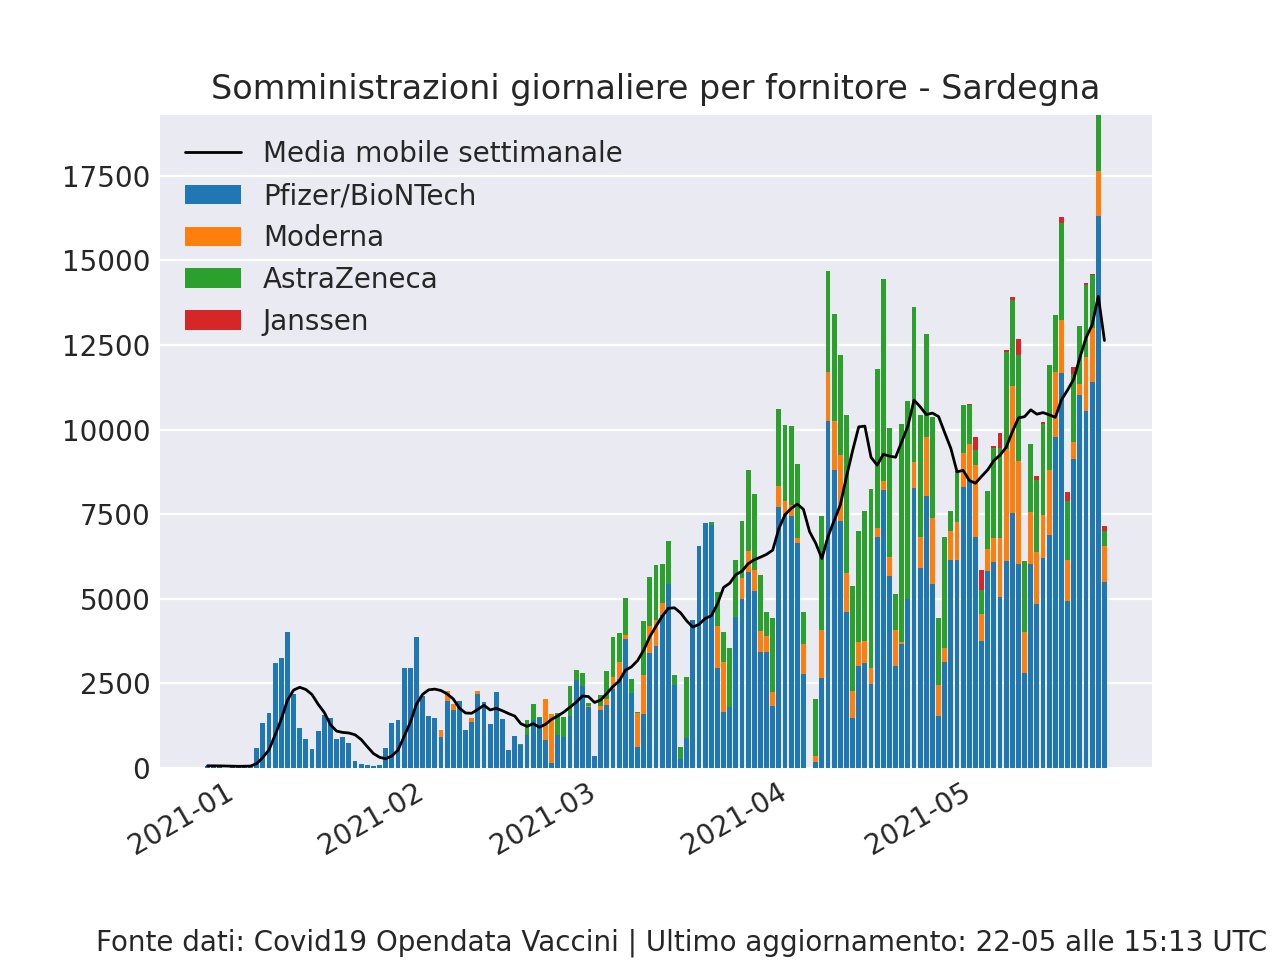 Somministrazioni giornaliere per fornitore - Sardegna
Media mobile settimanale
Pfizer/BioNTech
Moderna
AstraZeneca
Janssen
17500
15000
12500
10000
7500
5000
2500
0
2021-01
2021-02
2021-03
2021-04
2021-05
Fonte dati: Covid19 Opendata Vaccini | Ultimo aggiornamento: 22-05 alle 15:13 UTC